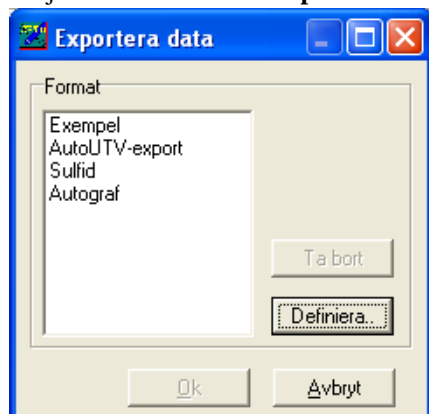 Exportera data
Format
Exempel
AutoUTV-export
Sulfid
Autograf
Ta bort
Definiera..
Ok
Avbryt